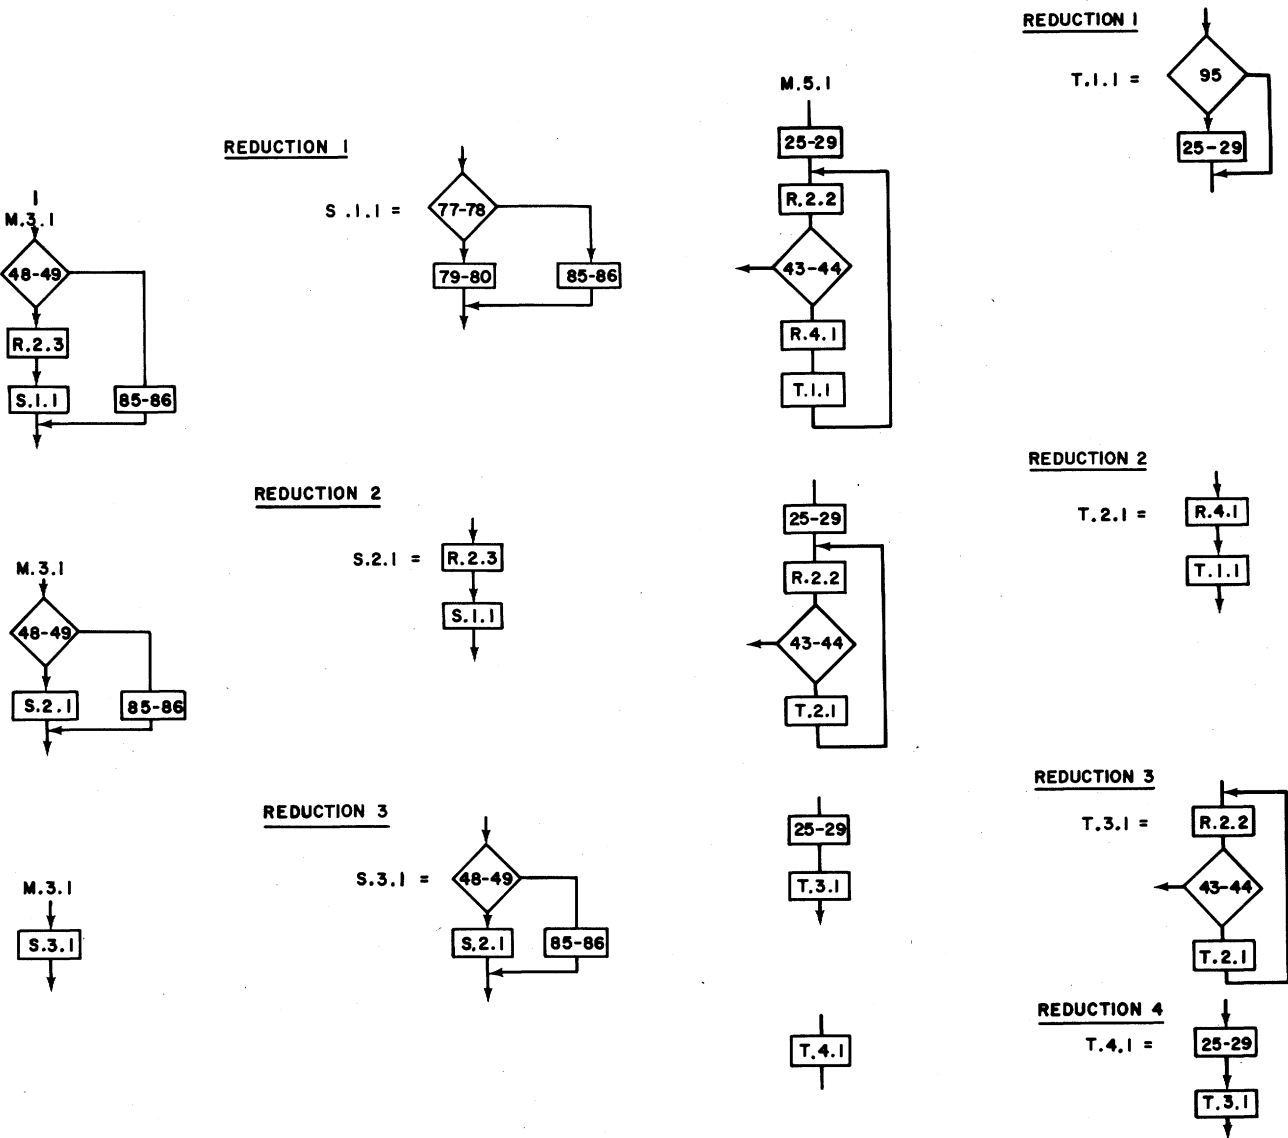 REDUCTION 1
S.1.1 =
77-78
79-80
85-86
M.3.1
48-49
R.2.3
S.1.1
85-86
REDUCTION 2
S.2.1 =
R.2.3
S.1.1
M.3.1
48-49
S.2.1
85-86
REDUCTION 3
S.3.1 =
48-49
S.2.1
85-86
M.3.1
S.3.1
M.5.1
25-29
R.2.2
43-44
R.4.1
T.1.1
REDUCTION 1
T.1.1 =
95
25-29
25-29
R.2.2
43-44
T.2.1
REDUCTION 2
T.2.1 =
R.4.1
T.1.1
25-29
T.3.1
REDUCTION 3
T.3.1 =
R.2.2
43-44
T.2.1
T.4.1
REDUCTION 4
T.4.1 =
25-29
T.3.1